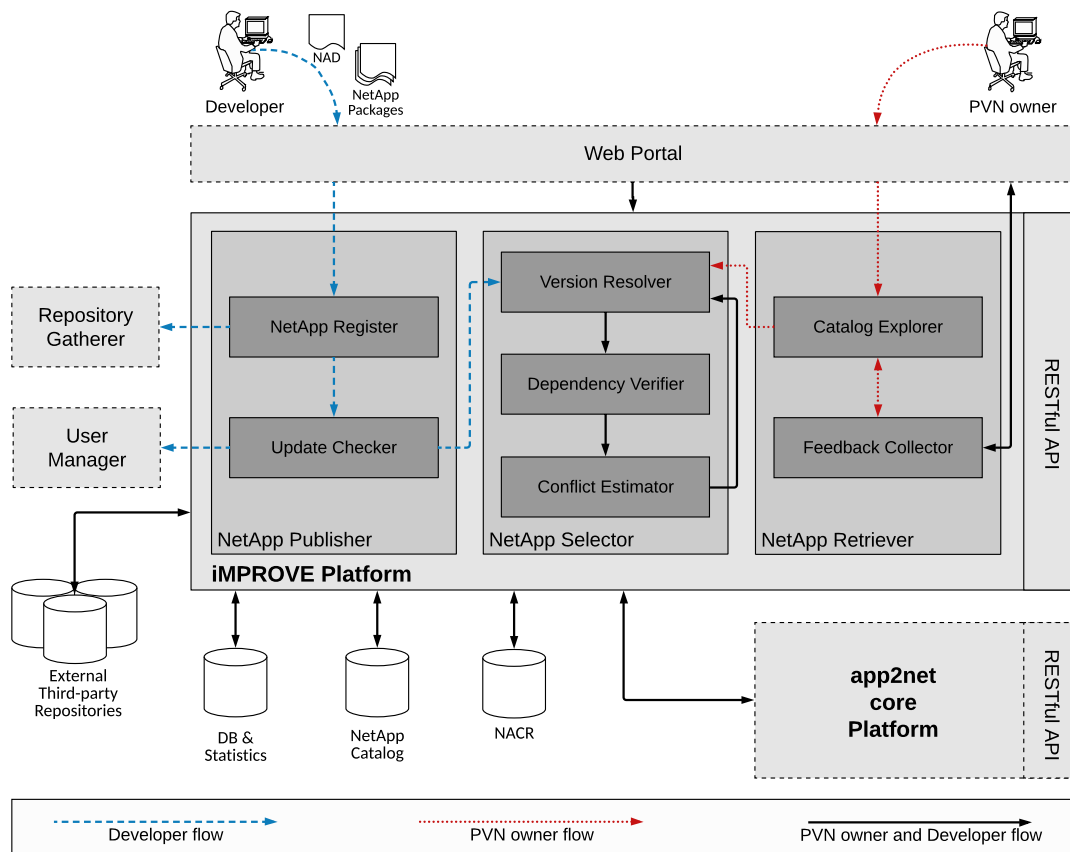 NAD
NetApp
Packages
Developer
PVN owner
Web Portal
Version Resolver
NetApp Register
Catalog Explorer
Repository
Gatherer
Dependency Verifier
User
Manager
Update Checker
Feedback Collector
Conflict Estimator
RESTful API
NetApp Publisher
NetApp Selector
NetApp Retriever
iMPROVE Platform
External
Third-party
Repositories
DB &
Statistics
NetApp
Catalog
NACR
app2net
core
Platform
RESTful API
Developer flow
PVN owner flow
PVN owner and Developer flow